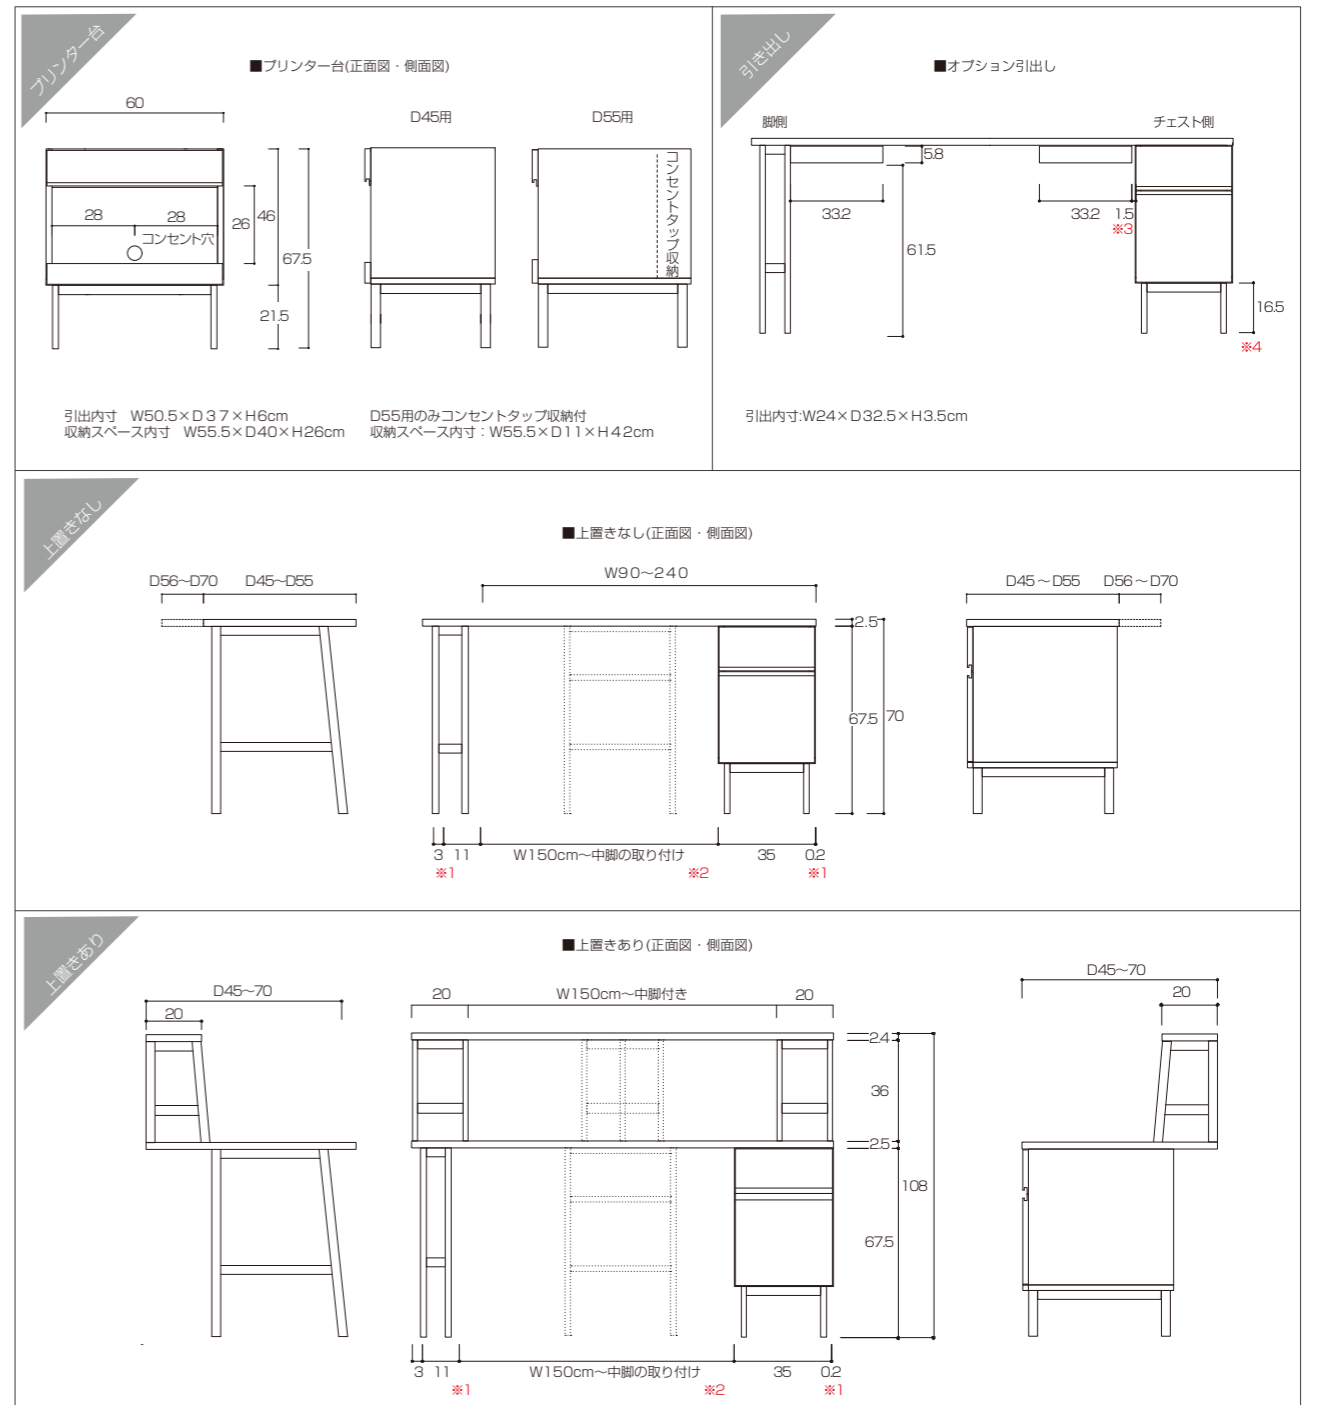 プリンター台
■プリンター台(正面図・側面図)
60
D45用
D55用
28
28
コンセント穴
26
46
67.5
21.5
コンセントタップ収納
引出内寸 W50.5×D37×H6cm
収納スペース内寸 W55.5×D40×H26cm
D55用のみコンセントタップ収納付
収納スペース内寸:W55.5×D11×H42cm
引き出し
■オプション引出し
脚側
チェスト側
5.8
33.2
33.2
1.5
※3
61.5
16.5
※4
引出内寸:W24×D32.5×H3.5cm
上置きなし
■上置きなし(正面図・側面図)
D56~D70
D45~D55
W90~240
D45~D55
D56~D70
2.5
67.5
70
3
11
W150cm~中脚の取り付け
35
0.2
※1
※2
※1
上置きあり
■上置きあり(正面図・側面図)
D45~70
20
20
W150cm~中脚付き
20
D45~70
20
2.4
36
2.5
108
67.5
3
11
W150cm~中脚の取り付け
35
0.2
※1
※2
※1